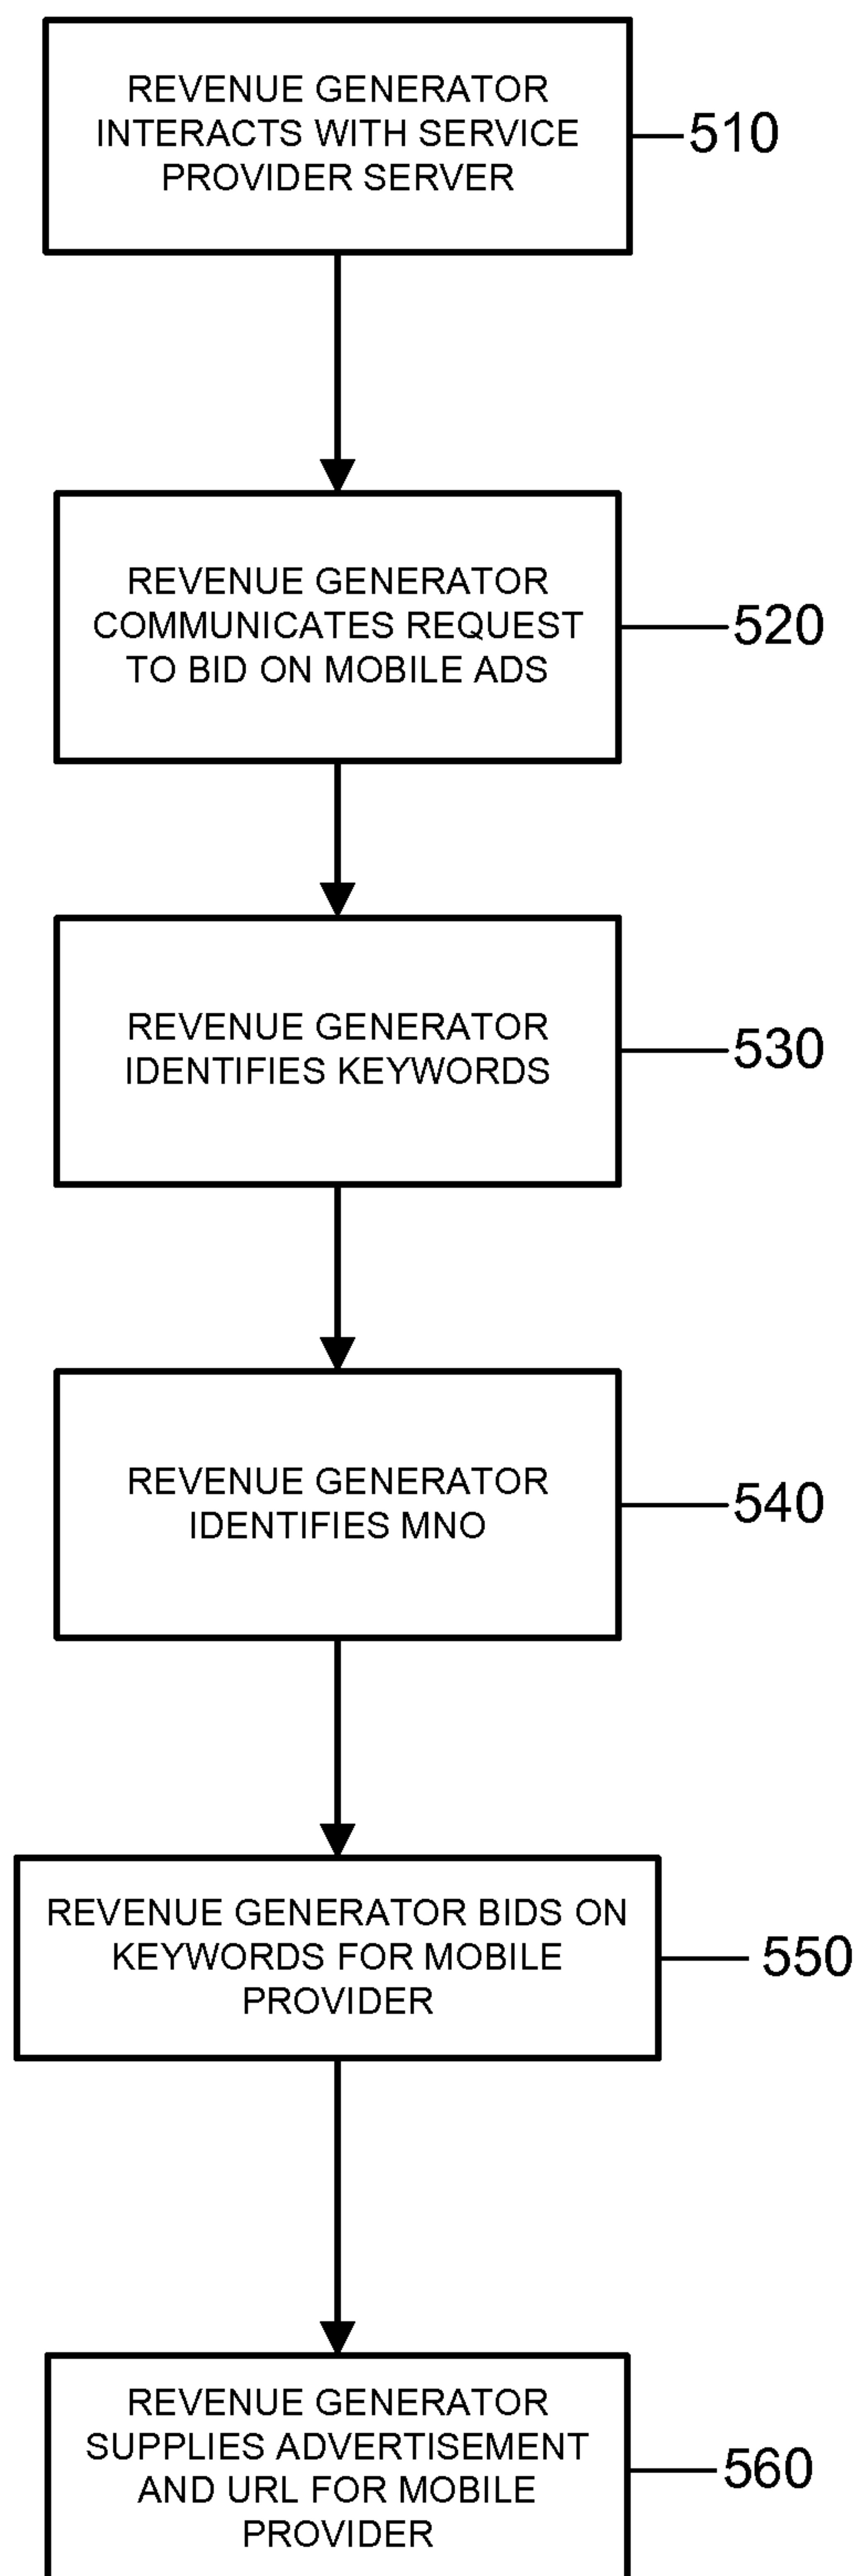 REVENUE GENERATOR
INTERACTS WITH SERVICE
PROVIDER SERVER
510
REVENUE GENERATOR
COMMUNICATES REQUEST
TO BID ON MOBILE ADS
520
REVENUE GENERATOR
IDENTIFIES KEYWORDS
530
REVENUE GENERATOR
IDENTIFIES MNO
540
REVENUE GENERATOR BIDS ON
KEYWORDS FOR MOBILE
PROVIDER
550
REVENUE GENERATOR
SUPPLIES ADVERTISEMENT
AND URL FOR MOBILE
PROVIDER
560